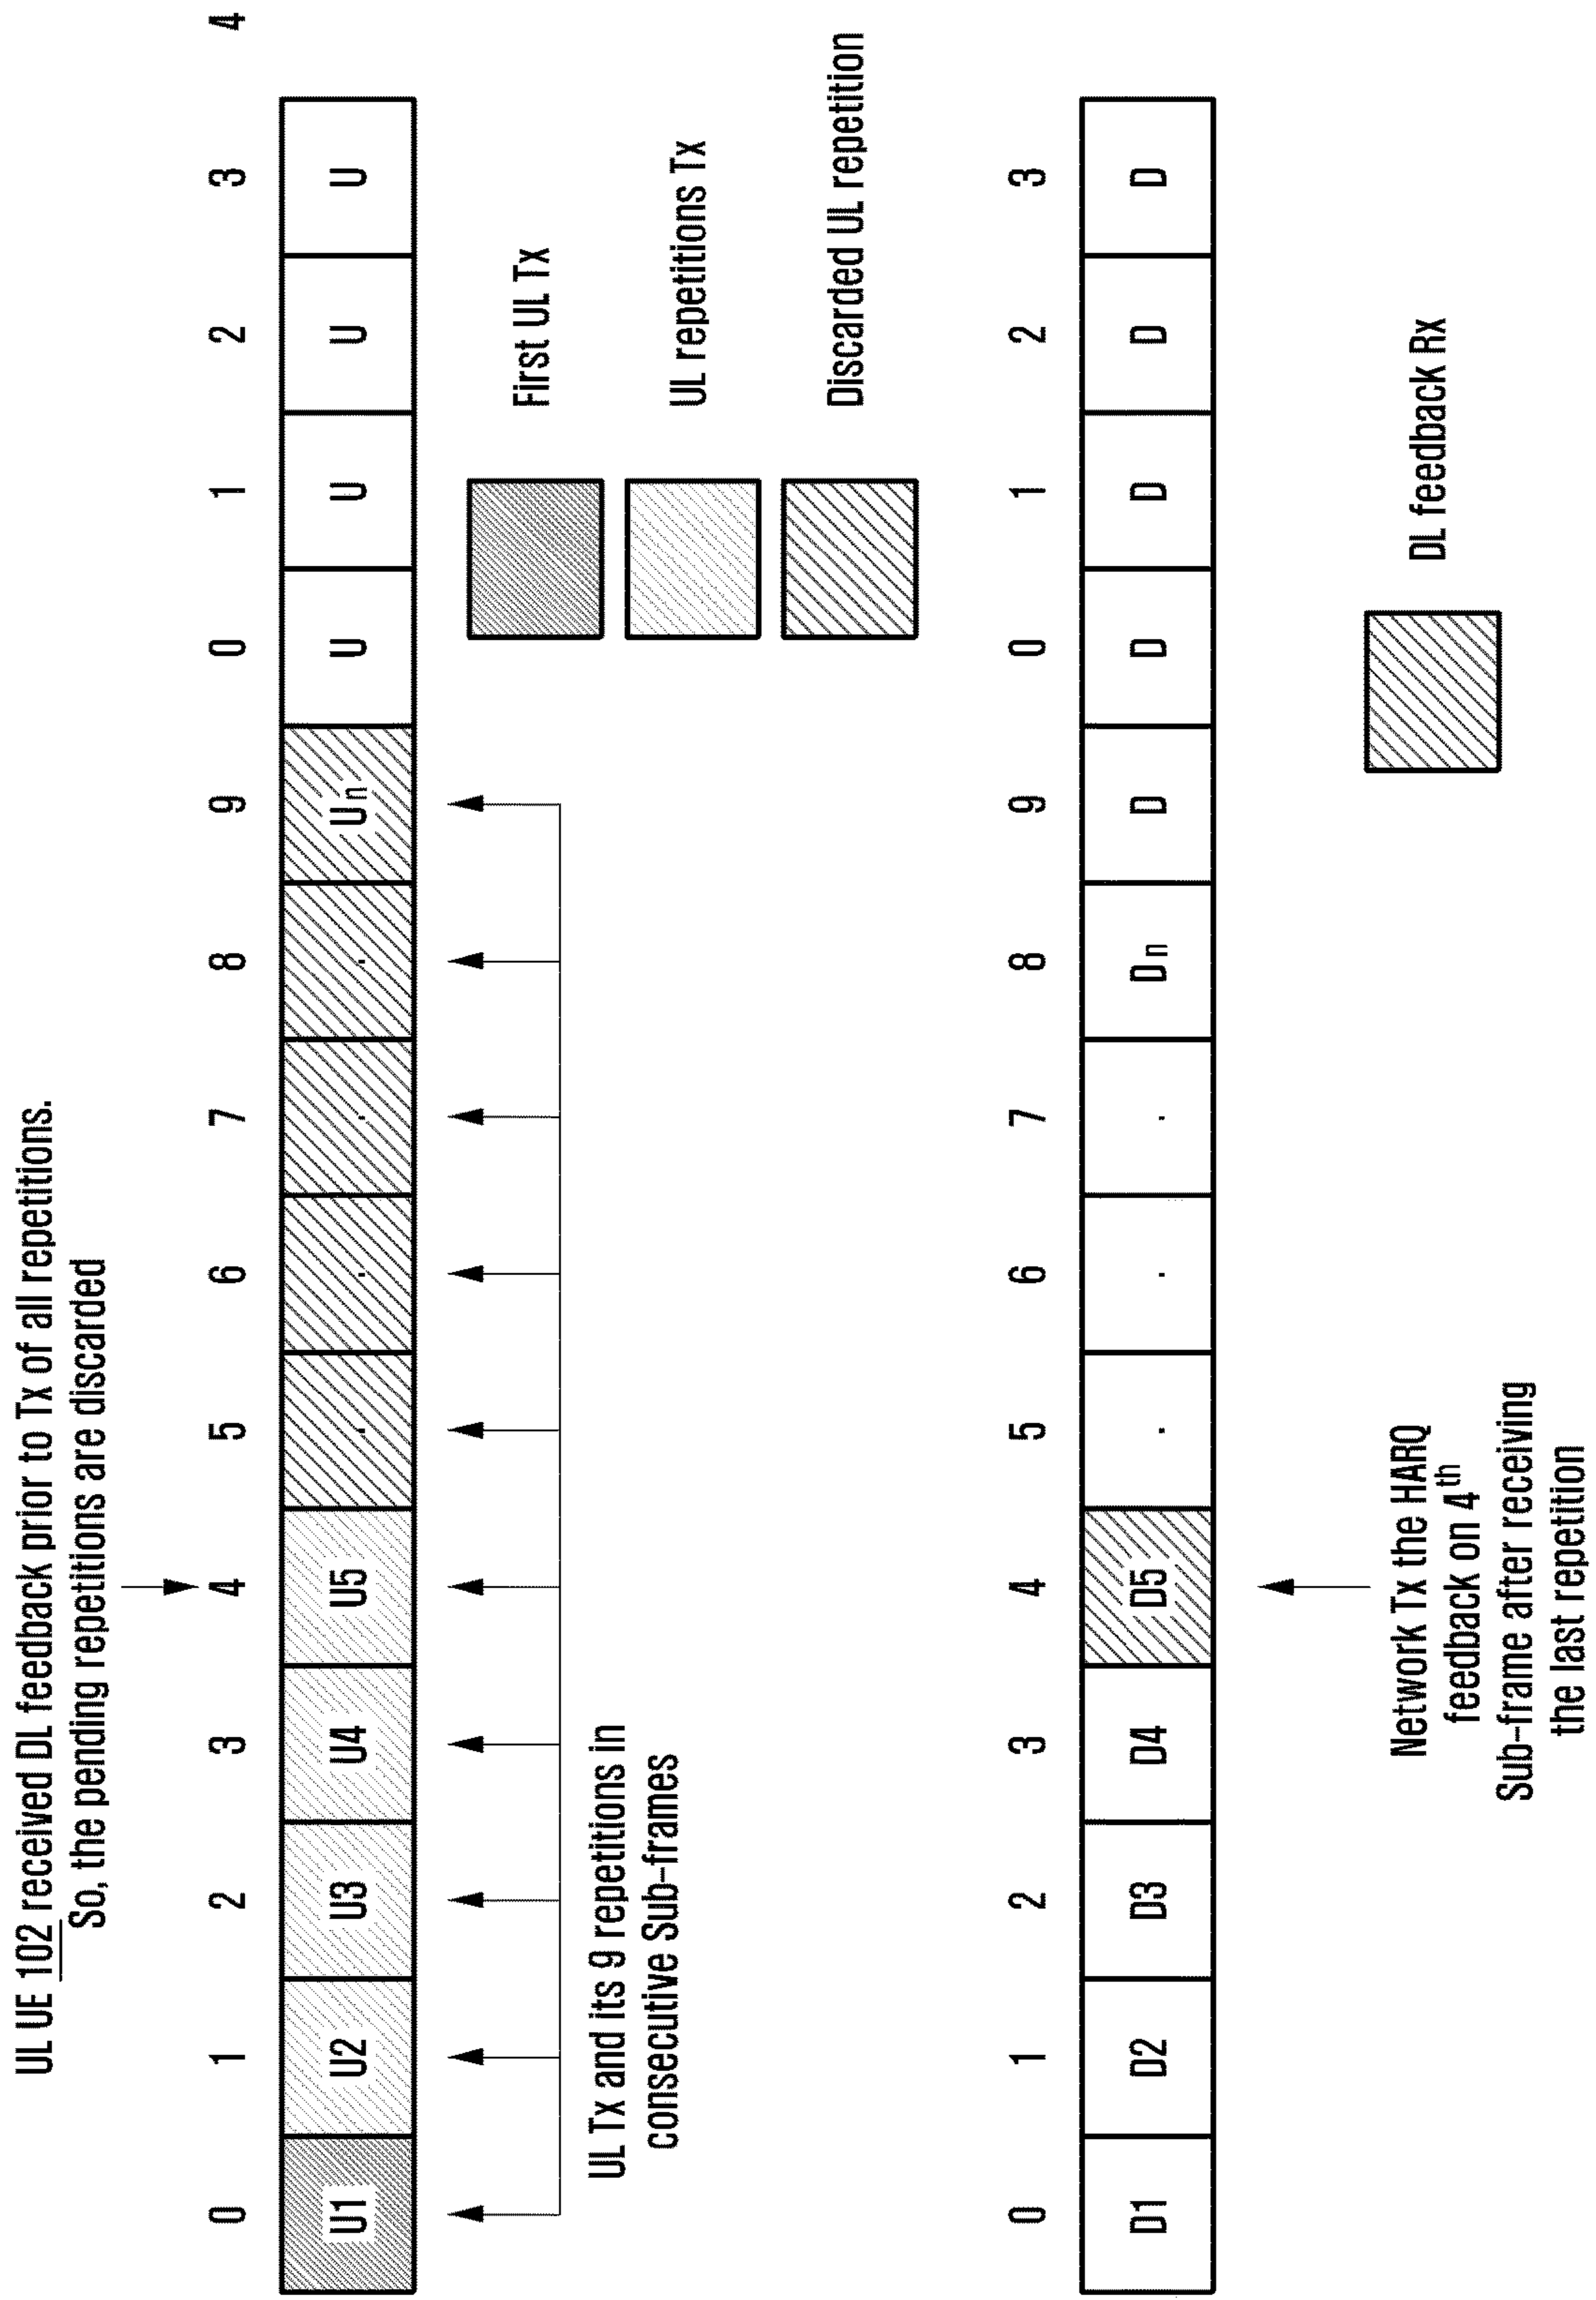 UL UE 102 received DL feedback prior to Tx of all repetitions.
So, the pending repetitions are discarded
0 1 2 3 4 5 6 7 8 9 0 1 2 3 4
U1 U2 U3 U4 U5 . . . . Un U U U U
UL Tx and its 9 repetitions in
consecutive Sub-frames
First UL Tx
UL repetitions Tx
Discarded UL repetition
0 1 2 3 4 5 6 7 8 9 0 1 2 3
D1 D2 D3 D4 D5 . . . Dn D D D D D
Network Tx the HARQ
feedback on 4th
Sub-frame after receiving
the last repetition
DL feedback Rx